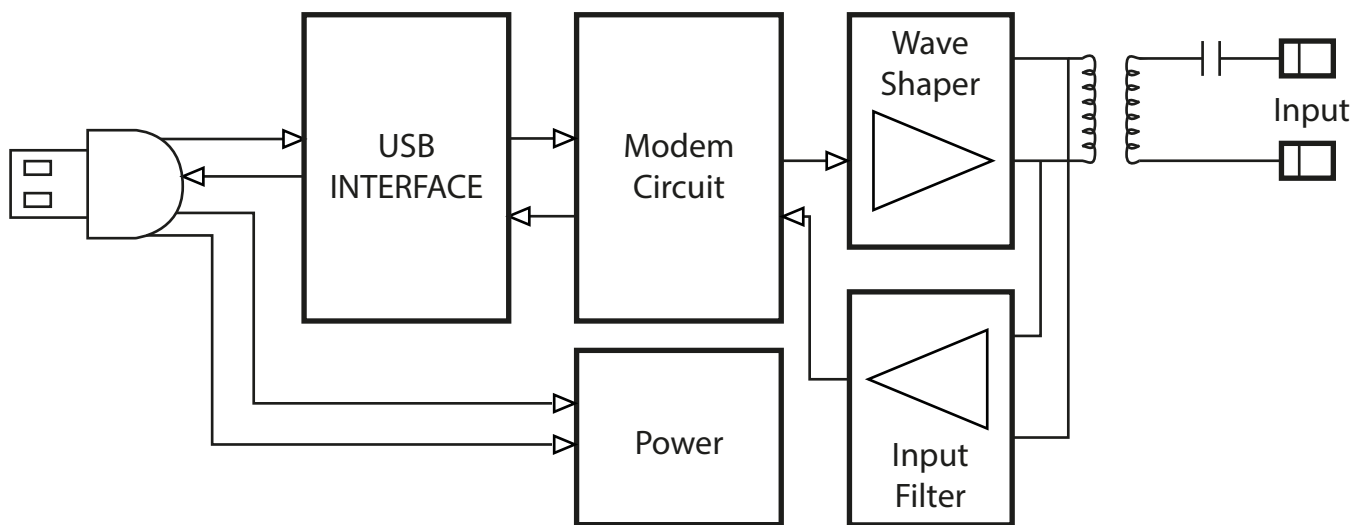 USB
INTERFACE
Modem
Circuit
Wave
Shaper
Input
Power
Input
Filter